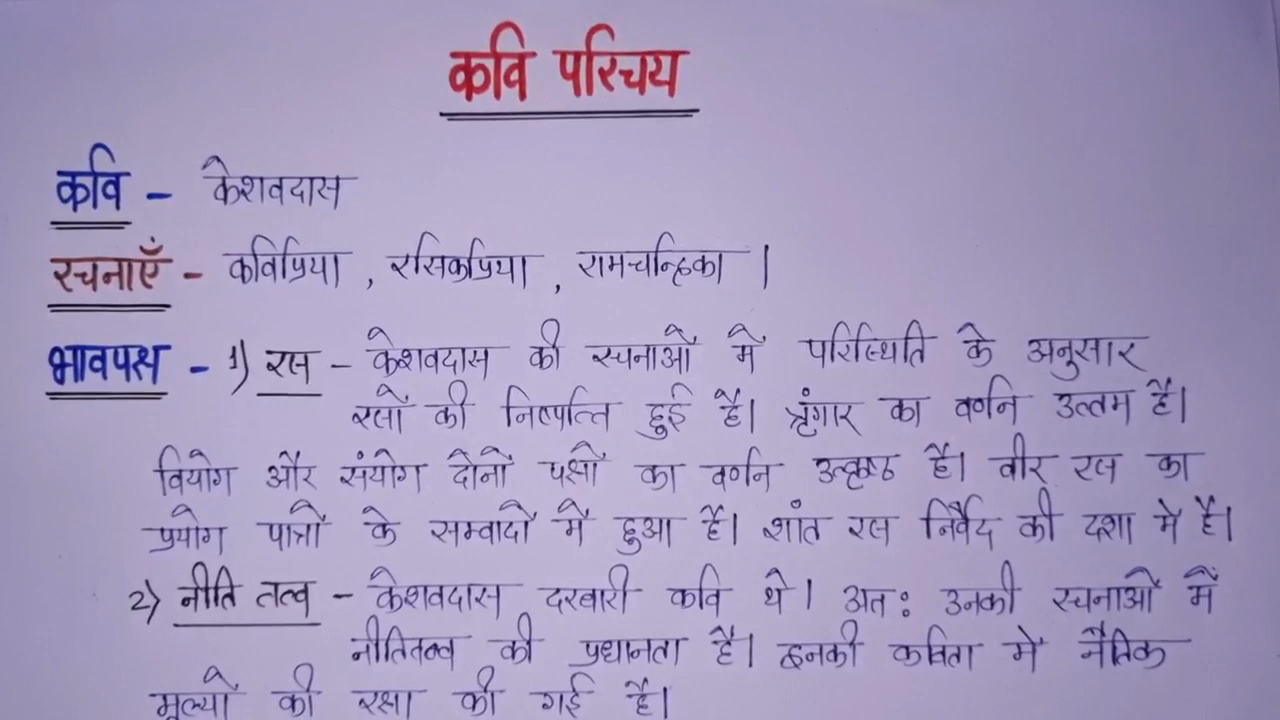 कवि परिचय
कवि - केशवदास
रचनाएँ - कविप्रिया , रसिकप्रिया , रामचन्द्रिका ।
भावपक्ष - 1) रस - केशवदास की रचनाओं में परिस्थिति के अनुसार
रसों की निष्पत्ति हुई है। श्रृंगार का वर्णन उत्तम है।
वियोग और संयोग दोनों पक्षों का वर्णन उत्कृष्ठ है। वीर रस का
प्रयोग पात्रों के सम्वादों में हुआ है। शांत रस निर्वेद की दशा में है।
2) नीति तत्व - केशवदास दरबारी कवि थे । अतः उनकी रचनाओं में
नीतितत्व की प्रधानता है। इनकी कविता में नैतिक
मूल्यों की रक्षा की गई है।